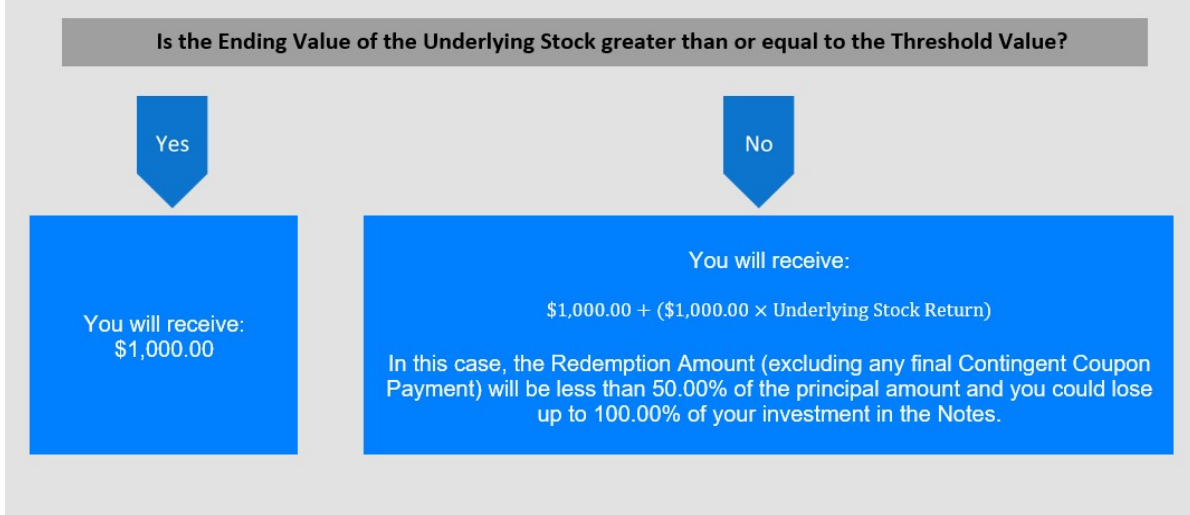 Is the Ending Value of the Underlying Stock greater than or equal to the Threshold Value?
Yes
No
You will receive:
$1,000.00
You will receive:
$1,000.00 + ($1,000.00 × Underlying Stock Return)
In this case, the Redemption Amount (excluding any final Contingent Coupon
Payment) will be less than 50.00% of the principal amount and you could lose
up to 100.00% of your investment in the Notes.